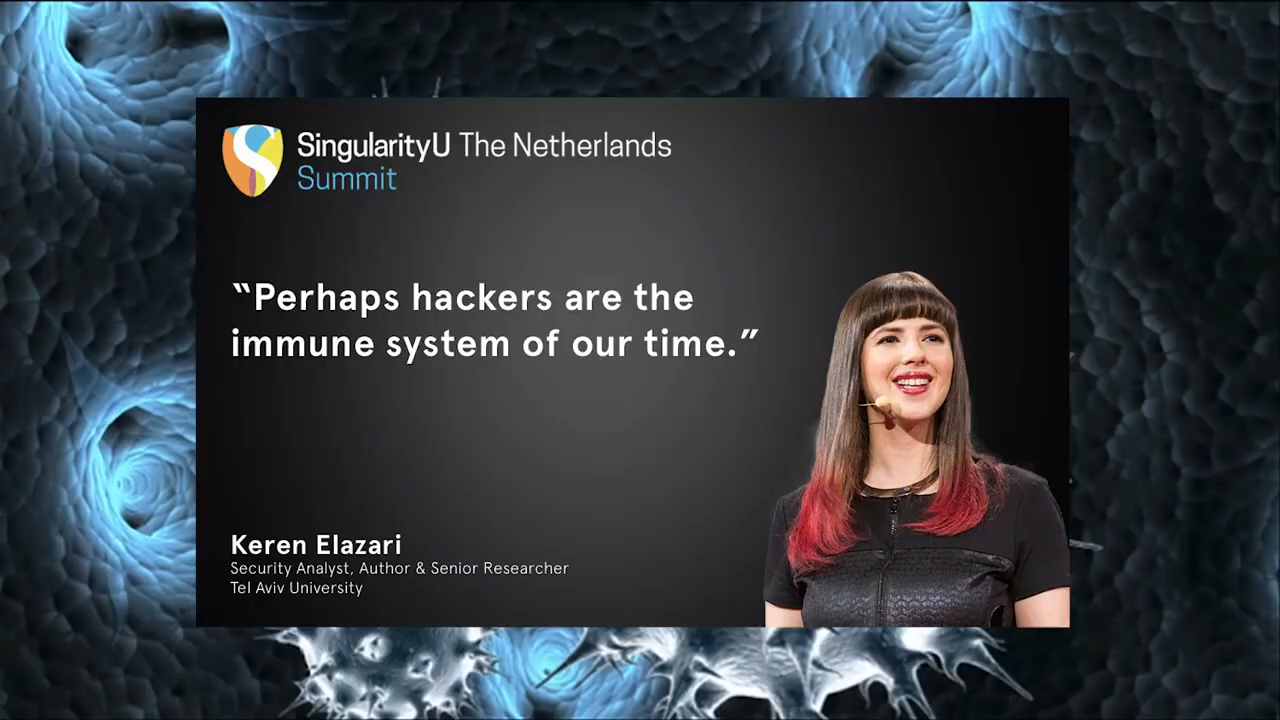 SingularityU The Netherlands
Summit
“Perhaps hackers are the
immune system of our time.”
Keren Elazari
Security Analyst, Author & Senior Researcher
Tel Aviv University